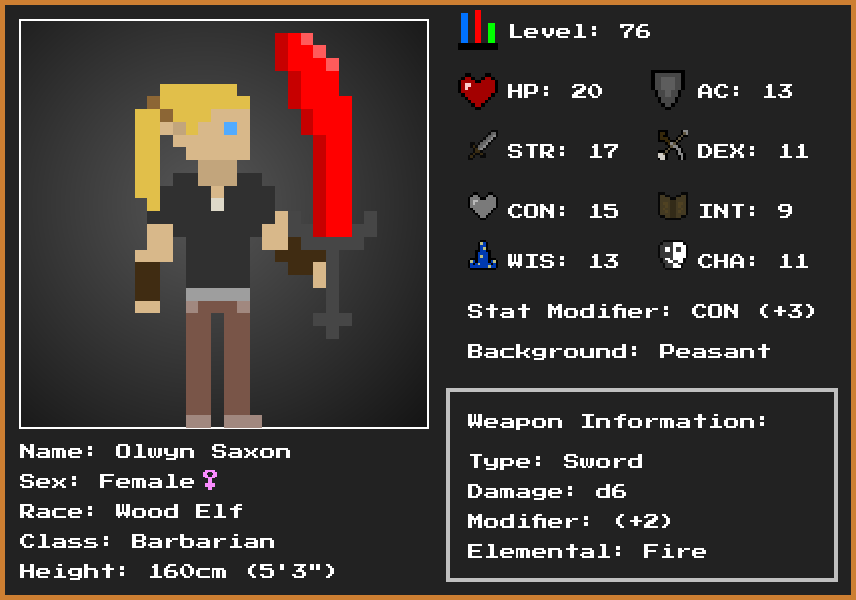 Level: 76
HP: 20 AC: 13
STR: 17 DEX: 11
CON: 15 INT: 9
WIS: 13 CHA: 11
Stat Modifier: CON (+3)
Background: Peasant
Weapon Information:
Type: Sword
Damage: d6
Modifier: (+2)
Elemental: Fire
Name: Olwyn Saxon
Sex: Female♀
Race: Wood Elf
Class: Barbarian
Height: 160cm (5'3")